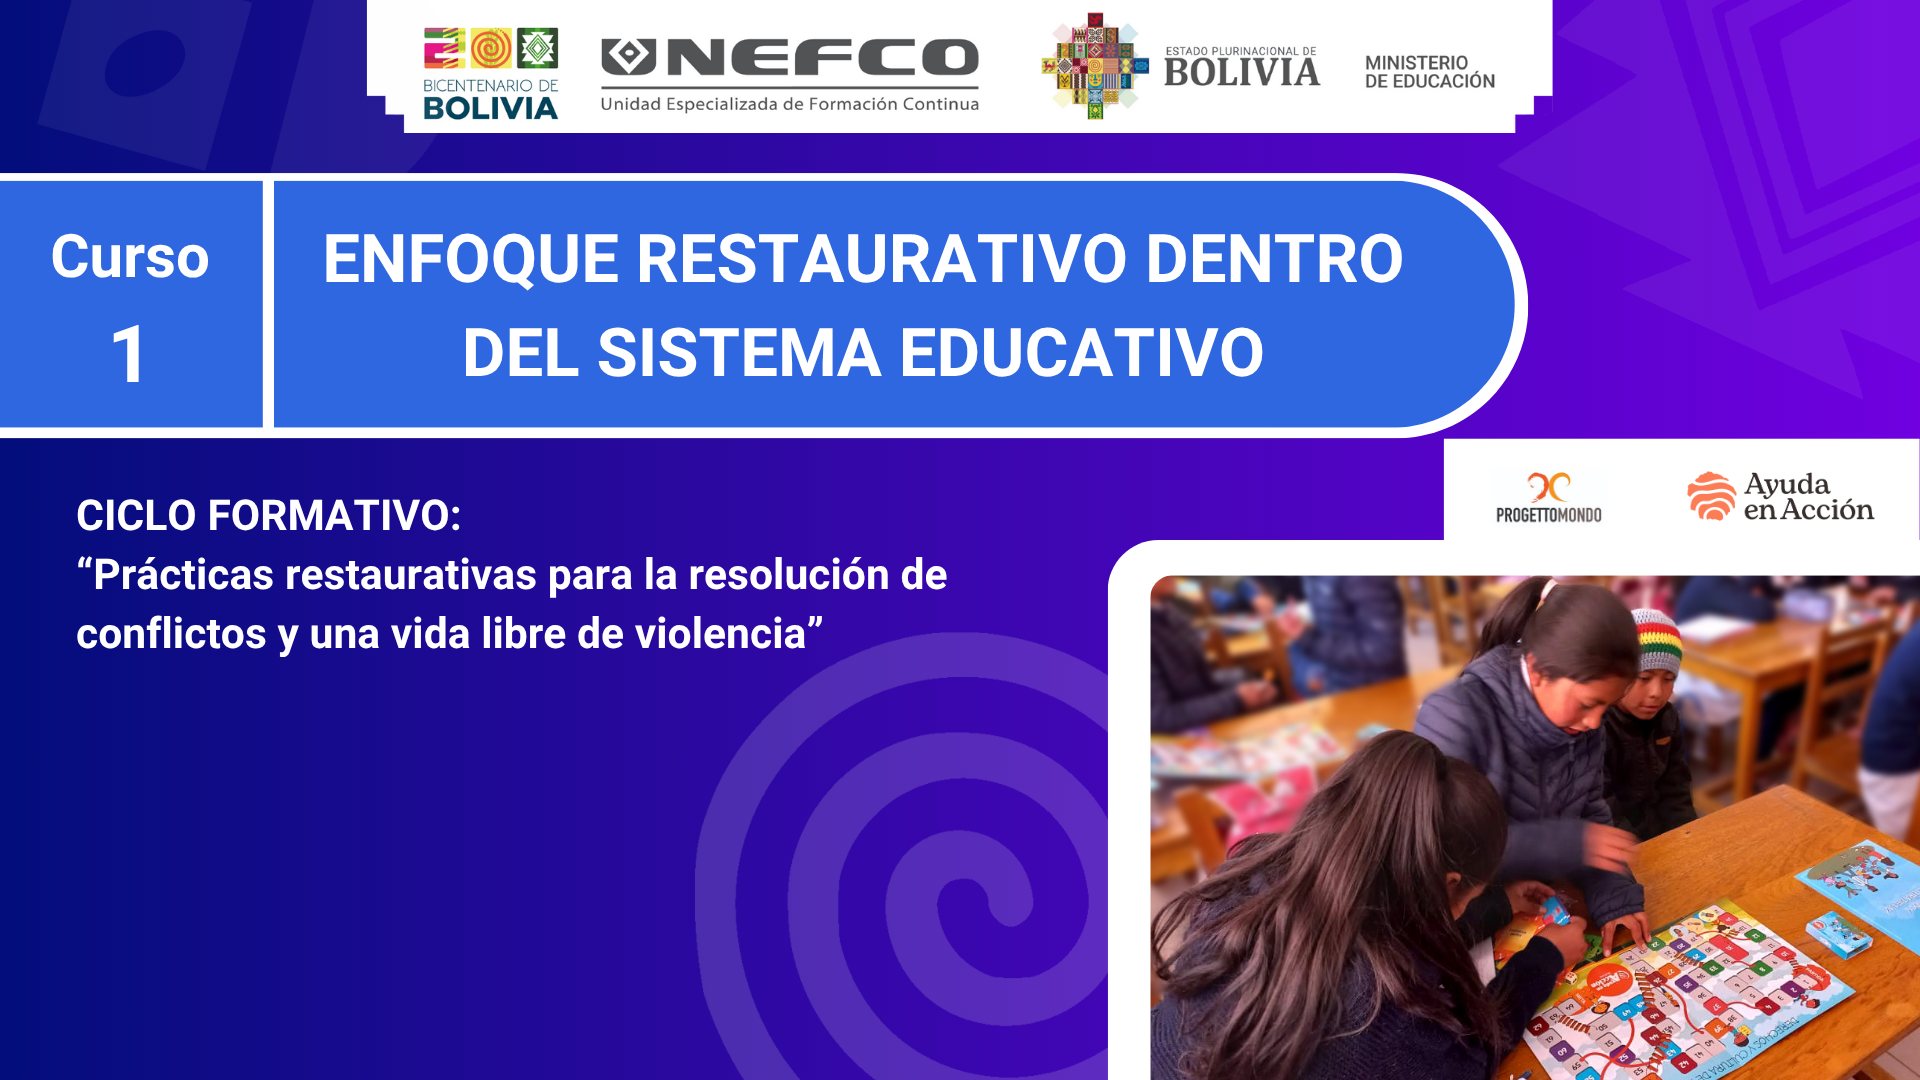 BICENTENARIO DE
BOLIVIA
UNEFCO
Unidad Especializada de Formación Continua
ESTADO PLURINACIONAL DE
BOLIVIA
MINISTERIO
DE EDUCACIÓN
Curso
1
ENFOQUE RESTAURATIVO DENTRO
DEL SISTEMA EDUCATIVO
PROGETTOMONDO
Ayuda
en Acción
CICLO FORMATIVO:
“Prácticas restaurativas para la resolución de
conflictos y una vida libre de violencia”